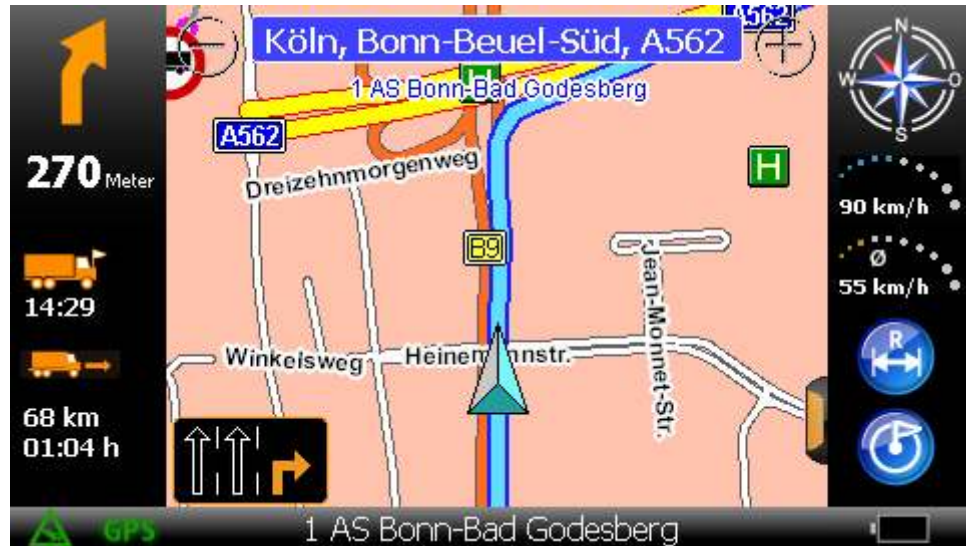 Köln, Bonn-Beuel-Süd, A562
1 AS Bonn-Bad Godesberg
A562
Dreizehnmorgenweg
H
H
B9
Jean-Monnet-Str.
Winkelsweg
270 Meter
14:29
68 km
01:04 h
N
W
O
S
90 km/h
Ø
55 km/h
R
GPS
1 AS Bonn-Bad Godesberg